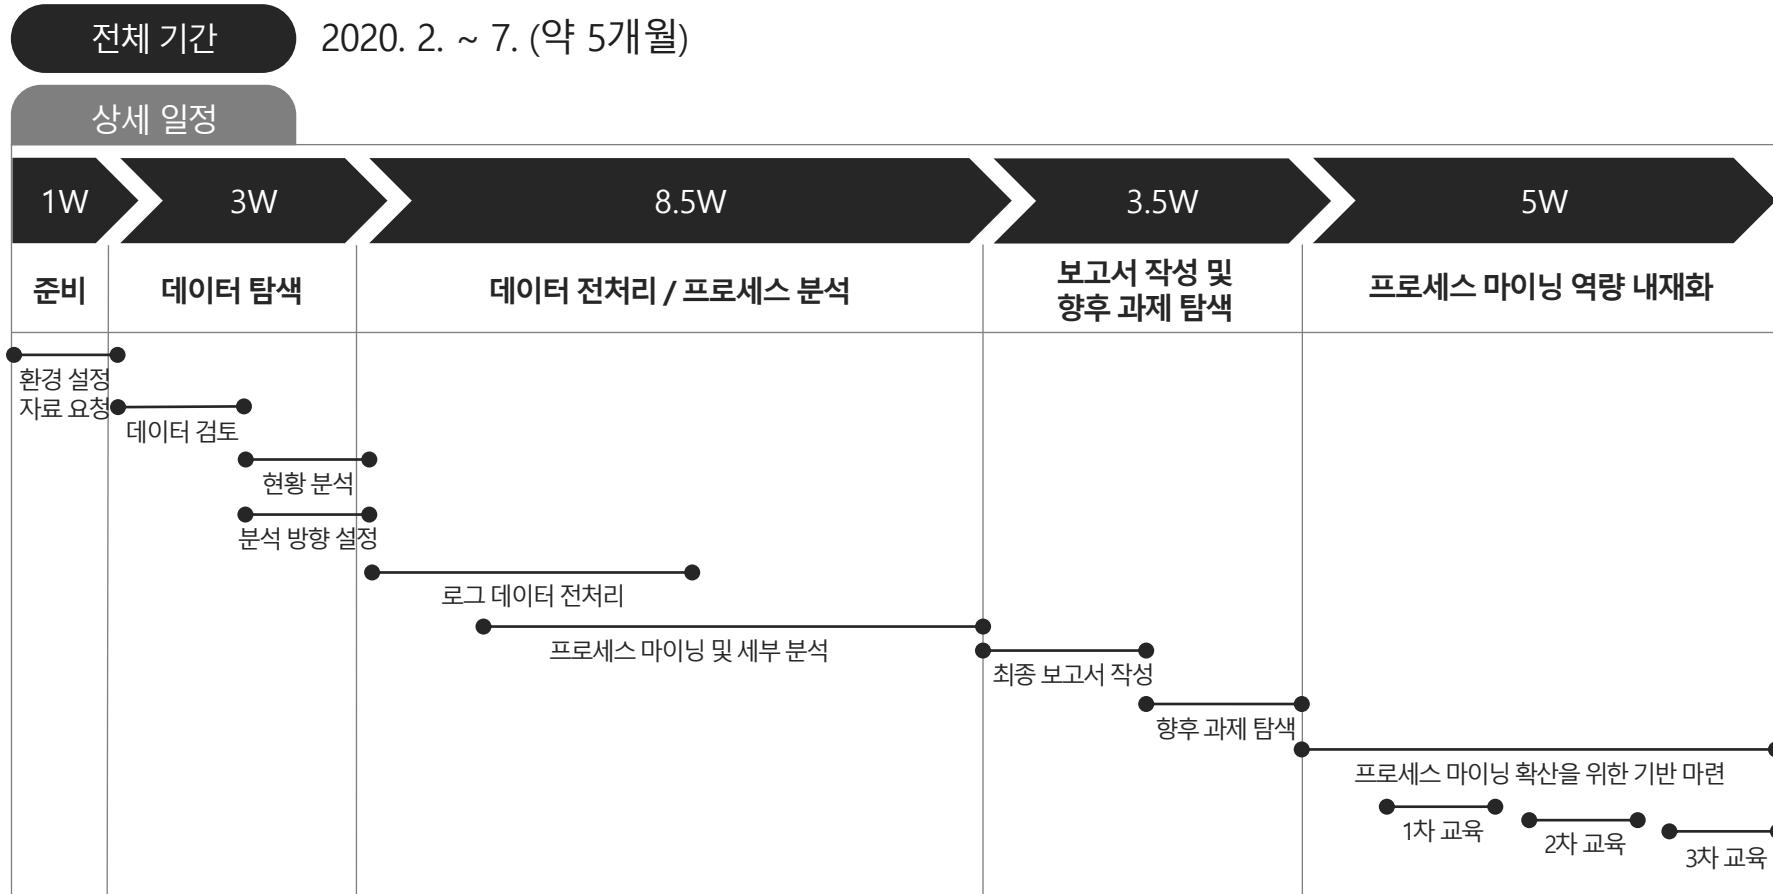 전체 기간
2020. 2. ~ 7. (약 5개월)
상세 일정
1W
3W
8.5W
3.5W
5W
준비
데이터 탐색
데이터 전처리 / 프로세스 분석
보고서 작성 및
향후 과제 탐색
프로세스 마이닝 역량 내재화
환경 설정
자료 요청
데이터 검토
현황 분석
분석 방향 설정
로그 데이터 전처리
프로세스 마이닝 및 세부 분석
최종 보고서 작성
향후 과제 탐색
프로세스 마이닝 확산을 위한 기반 마련
1차 교육
2차 교육
3차 교육